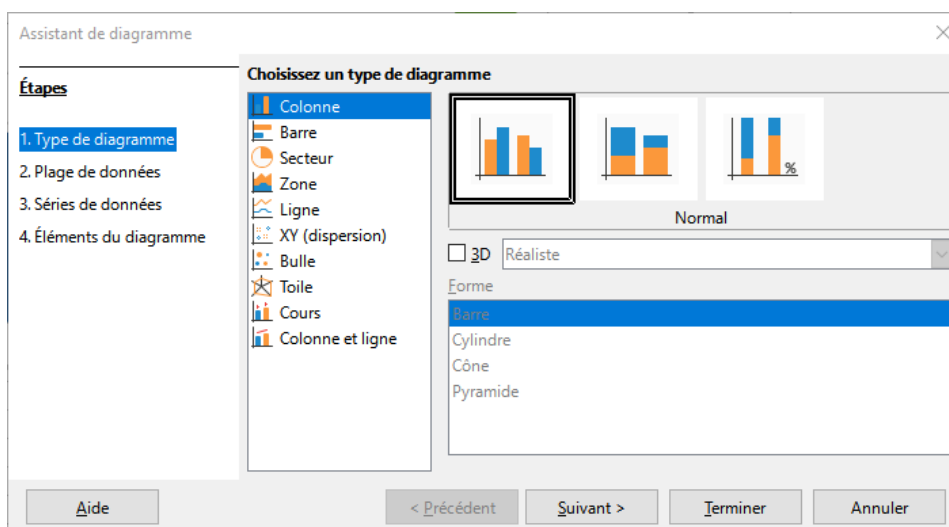 Assistant de diagramme
Étapes
1. Type de diagramme
2. Plage de données
3. Séries de données
4. Éléments du diagramme
Choisissez un type de diagramme
Colonne
Barre
Secteur
Zone
Ligne
XY (dispersion)
Bulle
Toile
Cours
Colonne et ligne
%
Normal
3D
Réaliste
Forme
Barre
Cylindre
Cône
Pyramide
Aide
< Précédent
Suivant >
Terminer
Annuler